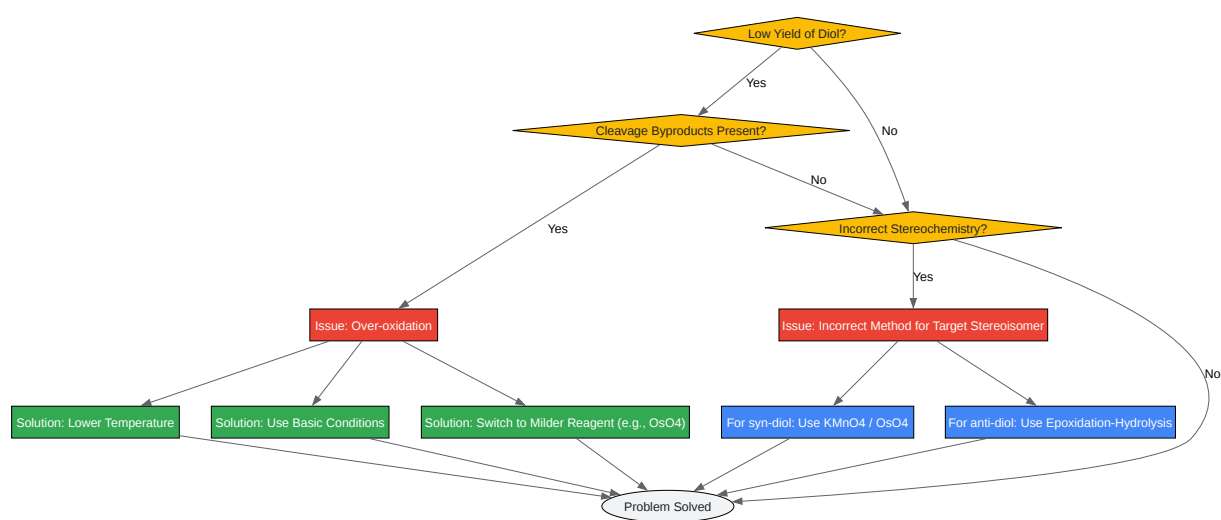 Low Yield of Diol?
Yes
No
Cleavage Byproducts Present?
No
Yes
Incorrect Stereochemistry?
Yes
No
Issue: Over-oxidation
Issue: Incorrect Method for Target Stereoisomer
Solution: Lower Temperature
Solution: Use Basic Conditions
Solution: Switch to Milder Reagent (e.g., OsO4)
For syn-diol: Use KMnO4 / OsO4
For anti-diol: Use Epoxidation-Hydrolysis
Problem Solved